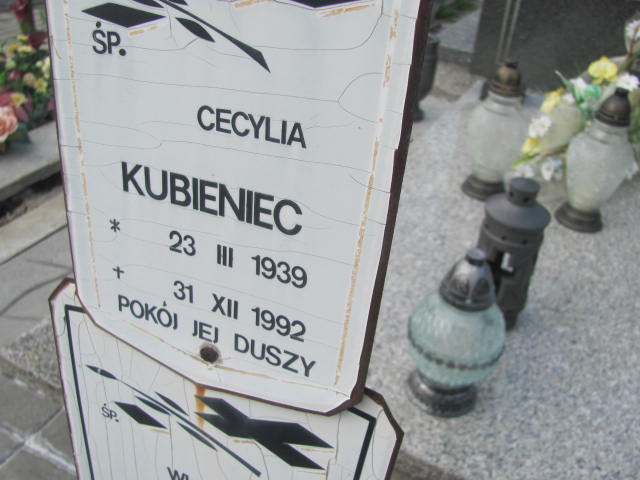 ŚP.
CECYLIA
KUBIENIEC
* 23 III 1939
† 31 XII 1992
POKÓJ JEJ DUSZY
ŚP.